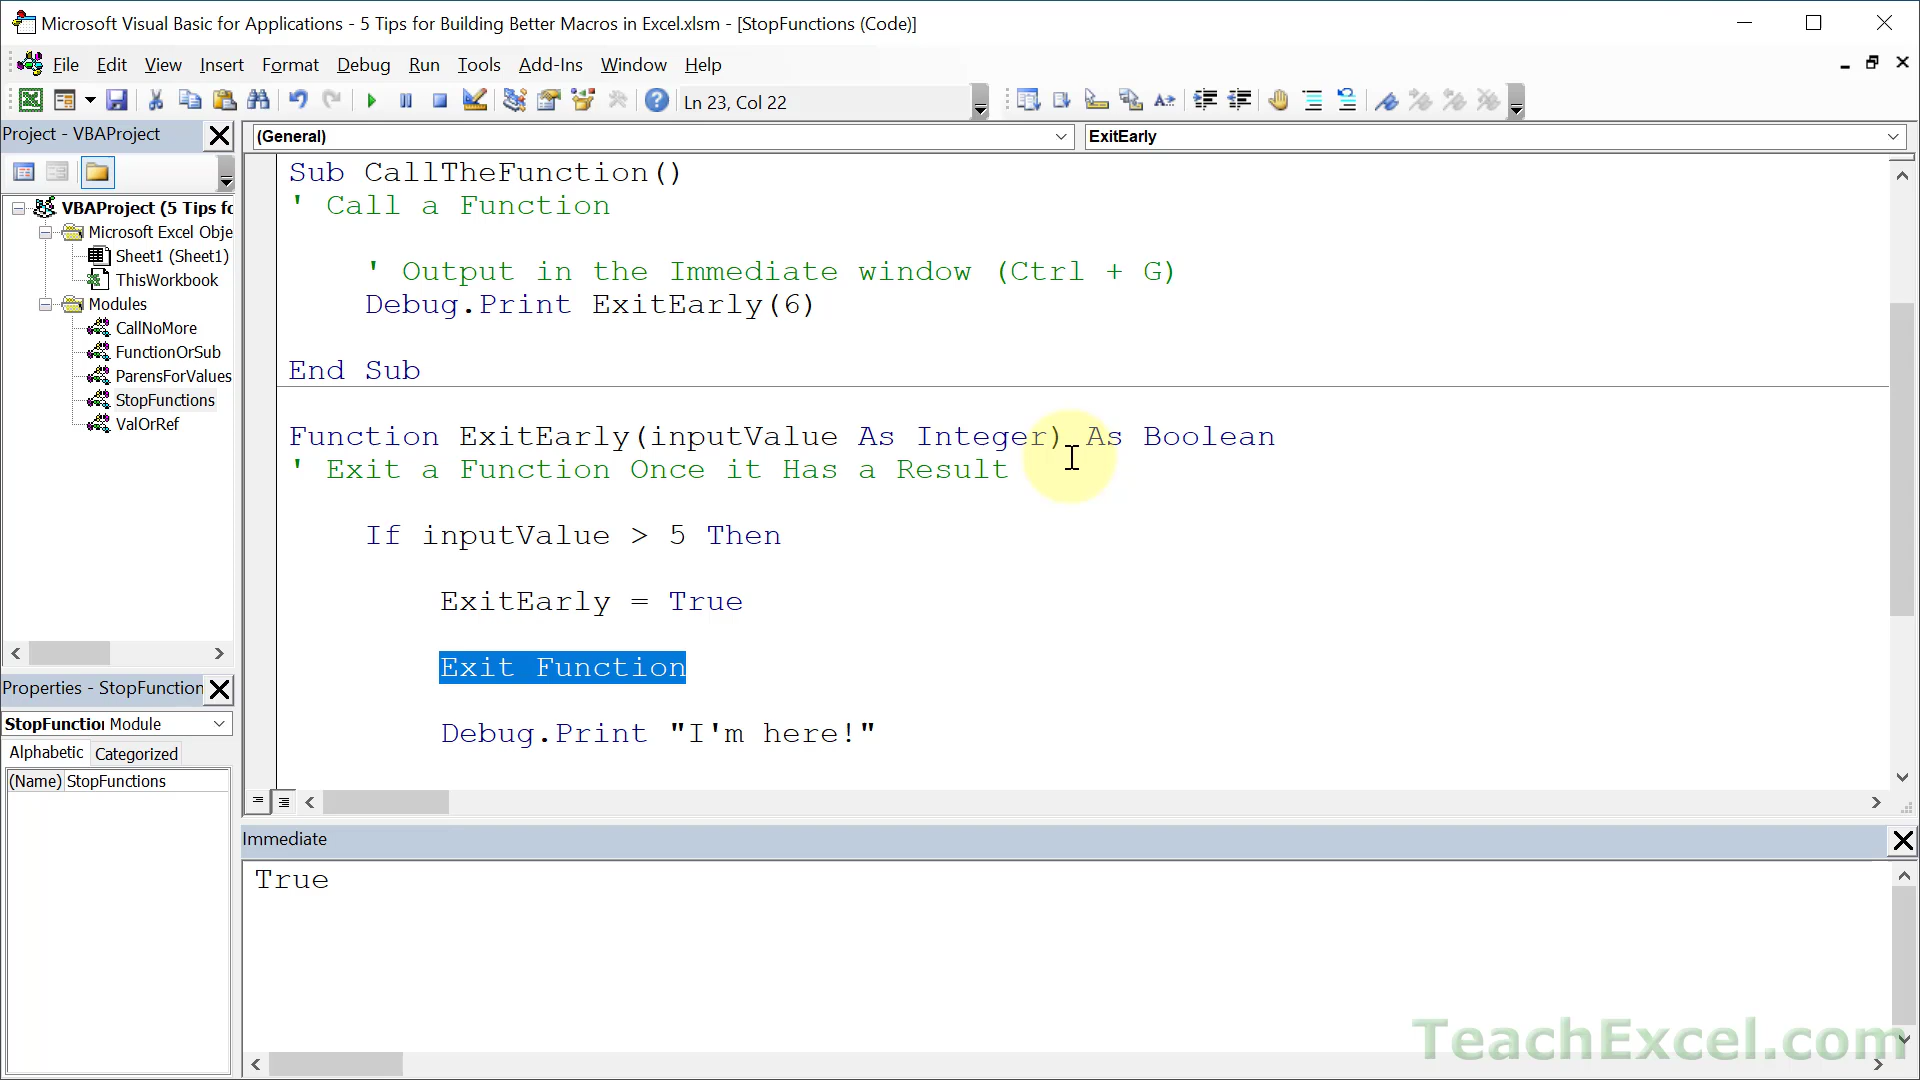 Microsoft Visual Basic for Applications - 5 Tips for Building Better Macros in Excel.xlsm - [StopFunctions (Code)]
File Edit View Insert Format Debug Run Tools Add-Ins Window Help
Ln 23, Col 22
Project - VBAProject
(General)
ExitEarly
VBAProject (5 Tips fo
Microsoft Excel Obje
Sheet1 (Sheet1)
ThisWorkbook
Modules
CallNoMore
FunctionOrSub
ParensForValues
StopFunctions
ValOrRef
Properties - StopFunction
StopFunctio Module
Alphabetic Categorized
(Name) StopFunctions
Sub CallTheFunction()
' Call a Function
' Output in the Immediate window (Ctrl + G)
Debug.Print ExitEarly(6)
End Sub
Function ExitEarly(inputValue As Integer) As Boolean
' Exit a Function Once it Has a Result
If inputValue > 5 Then
ExitEarly = True
Exit Function
Debug.Print "I'm here!"
Immediate
True
TeachExcel.com